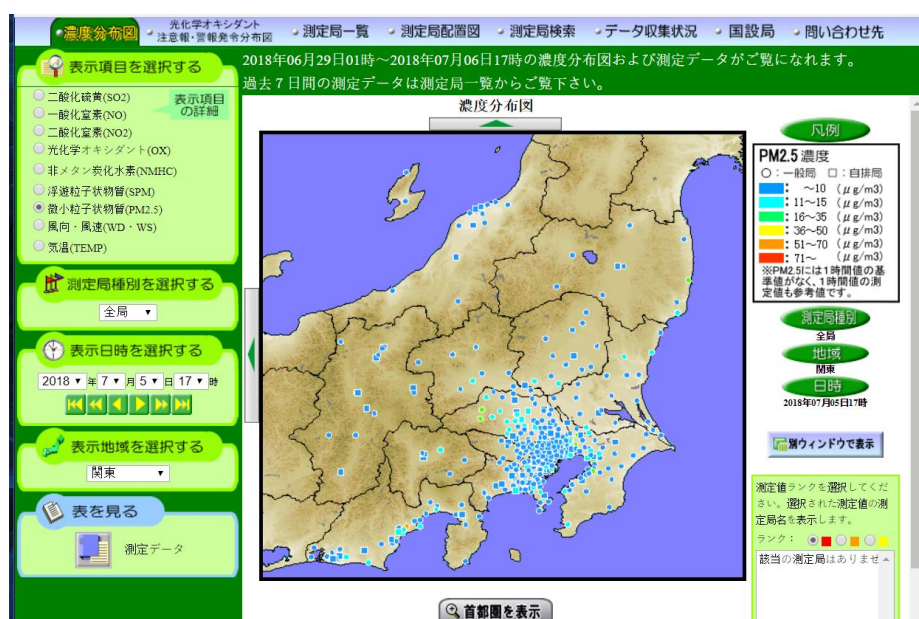 濃度分布図
光化学オキシダント
注意報・警報発令分布図
測定局一覧
測定局配置図
測定局検索
データ収集状況
国設局
問い合わせ先
2018年06月29日01時～2018年07月06日17時の濃度分布図および測定データがご覧になれます。
過去７日間の測定データは測定局一覧からご覧下さい。
表示項目を選択する
二酸化硫黄(SO2)
一酸化窒素(NO)
二酸化窒素(NO2)
光化学オキシダント(OX)
非メタン炭化水素(NMHC)
浮遊粒子状物質(SPM)
微小粒子状物質(PM2.5)
風向・風速(WD・WS)
気温(TEMP)
表示項目
の詳細
測定局種別を選択する
全局
表示日時を選択する
2018 年 7 月 5 日 17 時
表示地域を選択する
関東
表を見る
測定データ
濃度分布図
首都圏を表示
凡例
PM2.5 濃度
○：一般局 □：自排局
： ～10 (μg/m3)
：11～15 (μg/m3)
：16～35 (μg/m3)
：36～50 (μg/m3)
：51～70 (μg/m3)
：71～ (μg/m3)
※PM2.5には1時間値の基
準値がなく、1時間値の測
定値も参考値です。
測定局種別
全局
地域
関東
日時
2018年07月05日17時
別ウィンドウで表示
測定値ランクを選択してくだ
さい。選択された測定値の測
定局名を表示します。
ランク：
該当の測定局はありませ